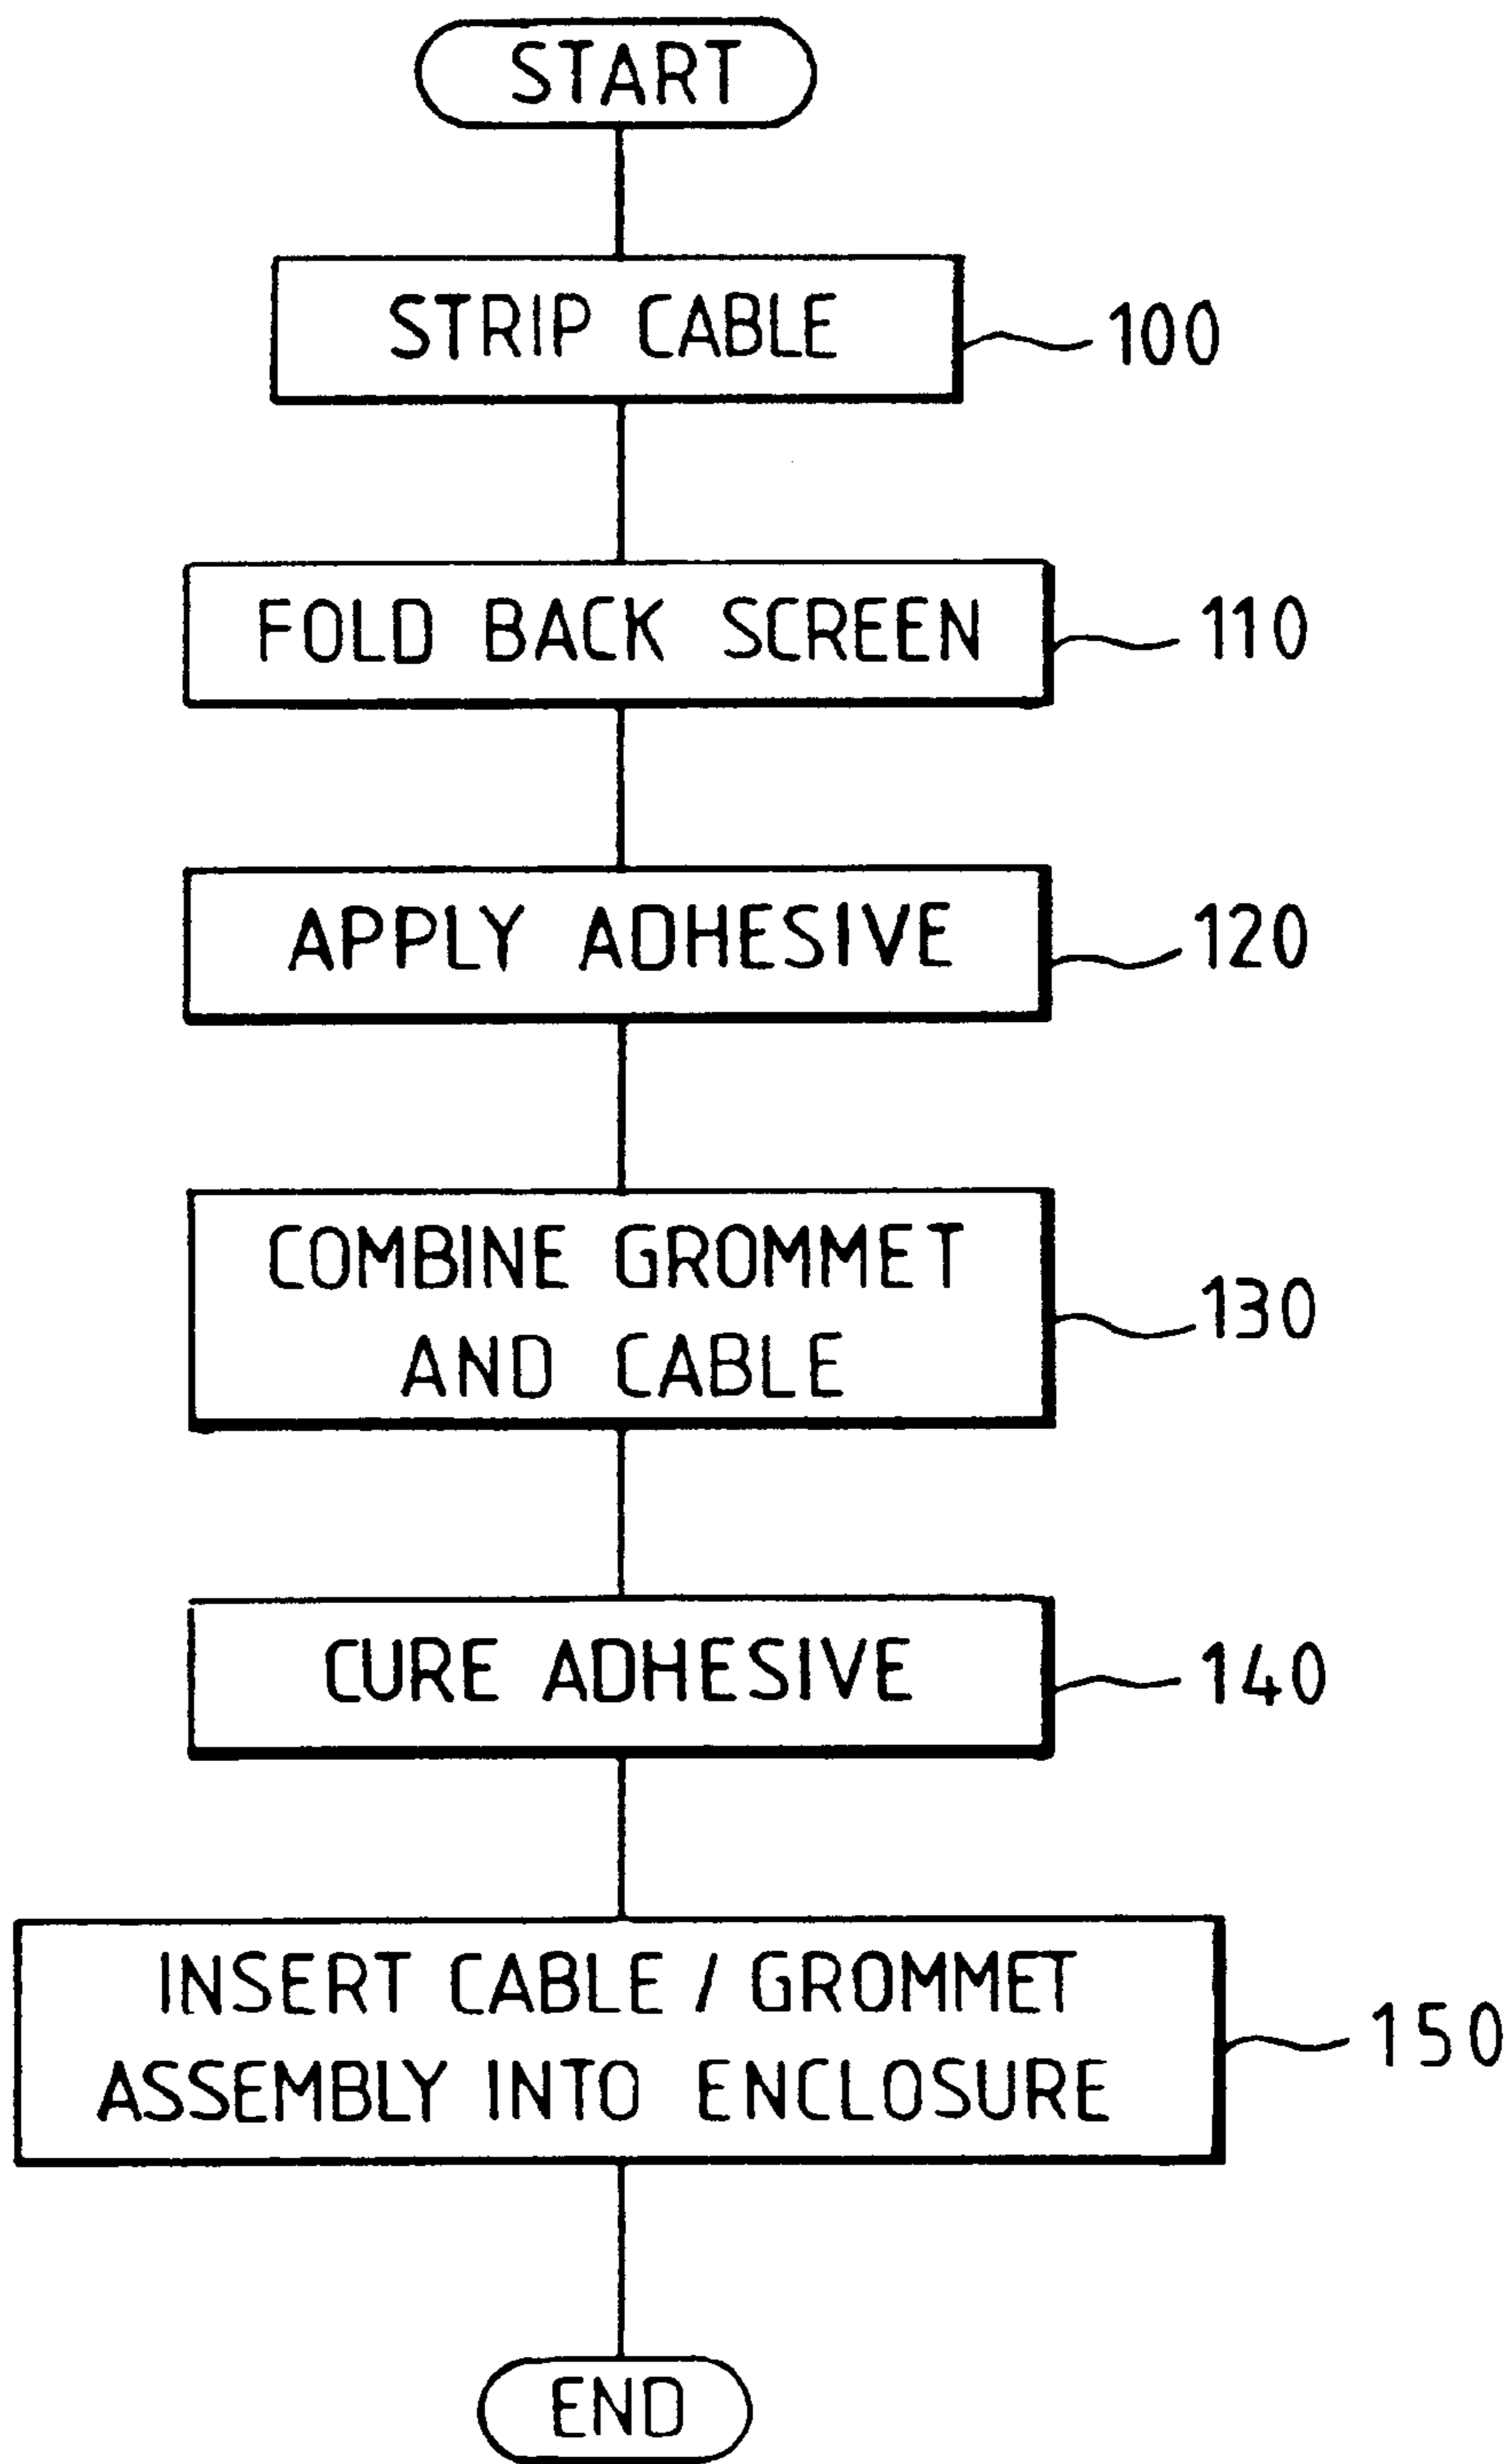 START
STRIP CABLE
100
FOLD BACK SCREEN
110
APPLY ADHESIVE
120
COMBINE GROMMET
AND CABLE
130
CURE ADHESIVE
140
INSERT CABLE / GROMMET
ASSEMBLY INTO ENCLOSURE
150
END